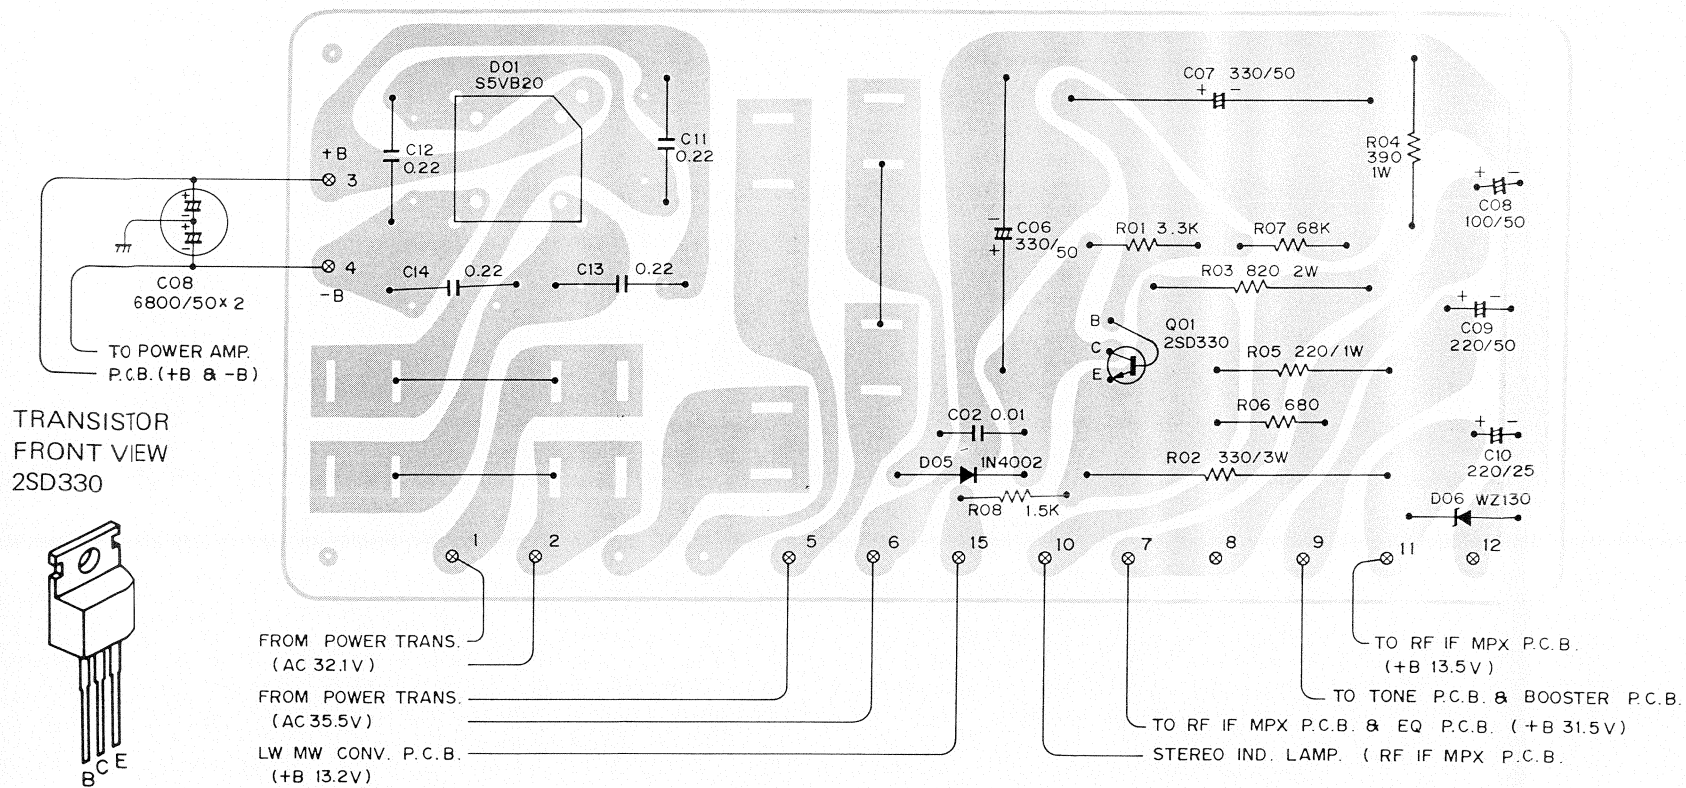 D01
S5VB20
C07 330/50
+ -
C12
0.22
C11
0.22
R04
390
1W
+B
3
+ -
C08
100/50
+
-
+
-
-
C06
330/50
+
R01 3.3K
R07 68K
4
-B
C14 0.22
C13 0.22
R03 820 2W
C08
6800/50×2
+ -
C09
220/50
B
C
E
Q01
2SD330
R05 220/1W
TO POWER AMP.
P.C.B. (+B & -B)
R06 680
C02 0.01
+ -
C10
220/25
TRANSISTOR
FRONT VIEW
2SD330
D05 1N4002
R02 330/3W
R08 1.5K
D06 WZ130
1
2
5
6
15
10
7
8
9
11
12
FROM POWER TRANS.
(AC 32.1V)
FROM POWER TRANS.
(AC 35.5V)
LW MW CONV. P.C.B.
(+B 13.2V)
TO RF IF MPX P.C.B.
(+B 13.5V)
TO TONE P.C.B. & BOOSTER P.C.B.
TO RF IF MPX P.C.B. & EQ P.C.B. (+B 31.5V)
STEREO IND. LAMP. ( RF IF MPX P.C.B.
B C E